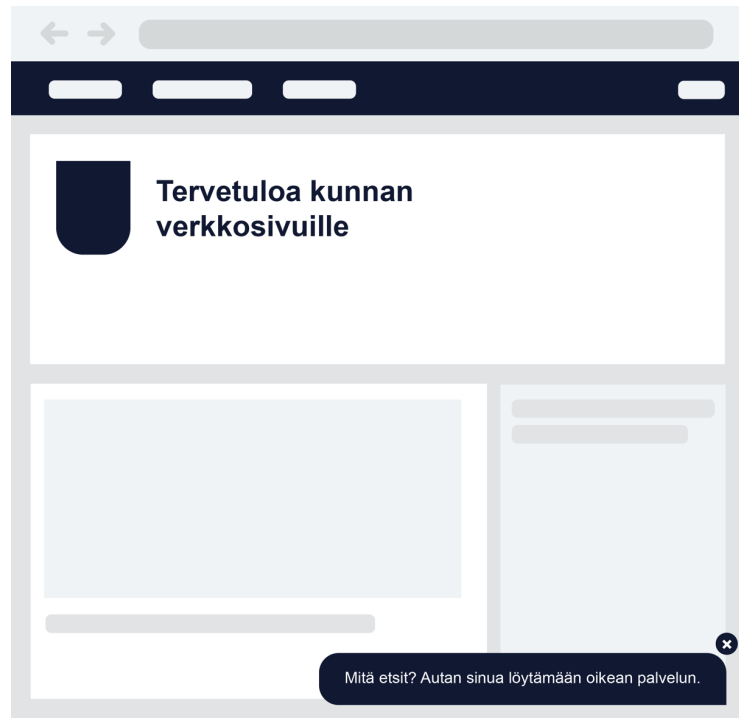 Tervetuloa kunnan
verkkosivuille
Mitä etsit? Autan sinua löytämään oikean palvelun.